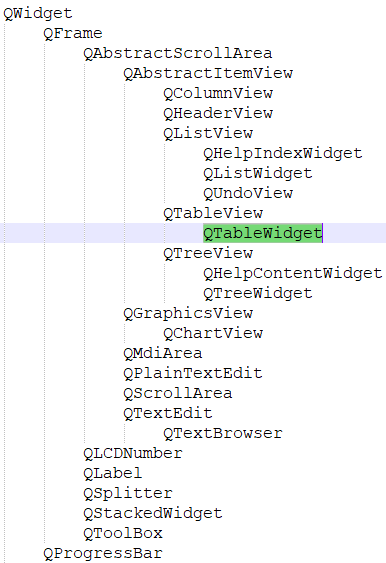 QWidget
QFrame
QAbstractScrollArea
QAbstractItemView
QColumnView
QHeaderView
QListView
QHelpIndexWidget
QListWidget
QUndoView
QTableView
QTableWidget
QTreeView
QHelpContentWidget
QTreeWidget
QGraphicsView
QChartView
QMdiArea
QPlainTextEdit
QScrollArea
QTextEdit
QTextBrowser
QLCDNumber
QLabel
QSplitter
QStackedWidget
QToolBox
QProgressBar